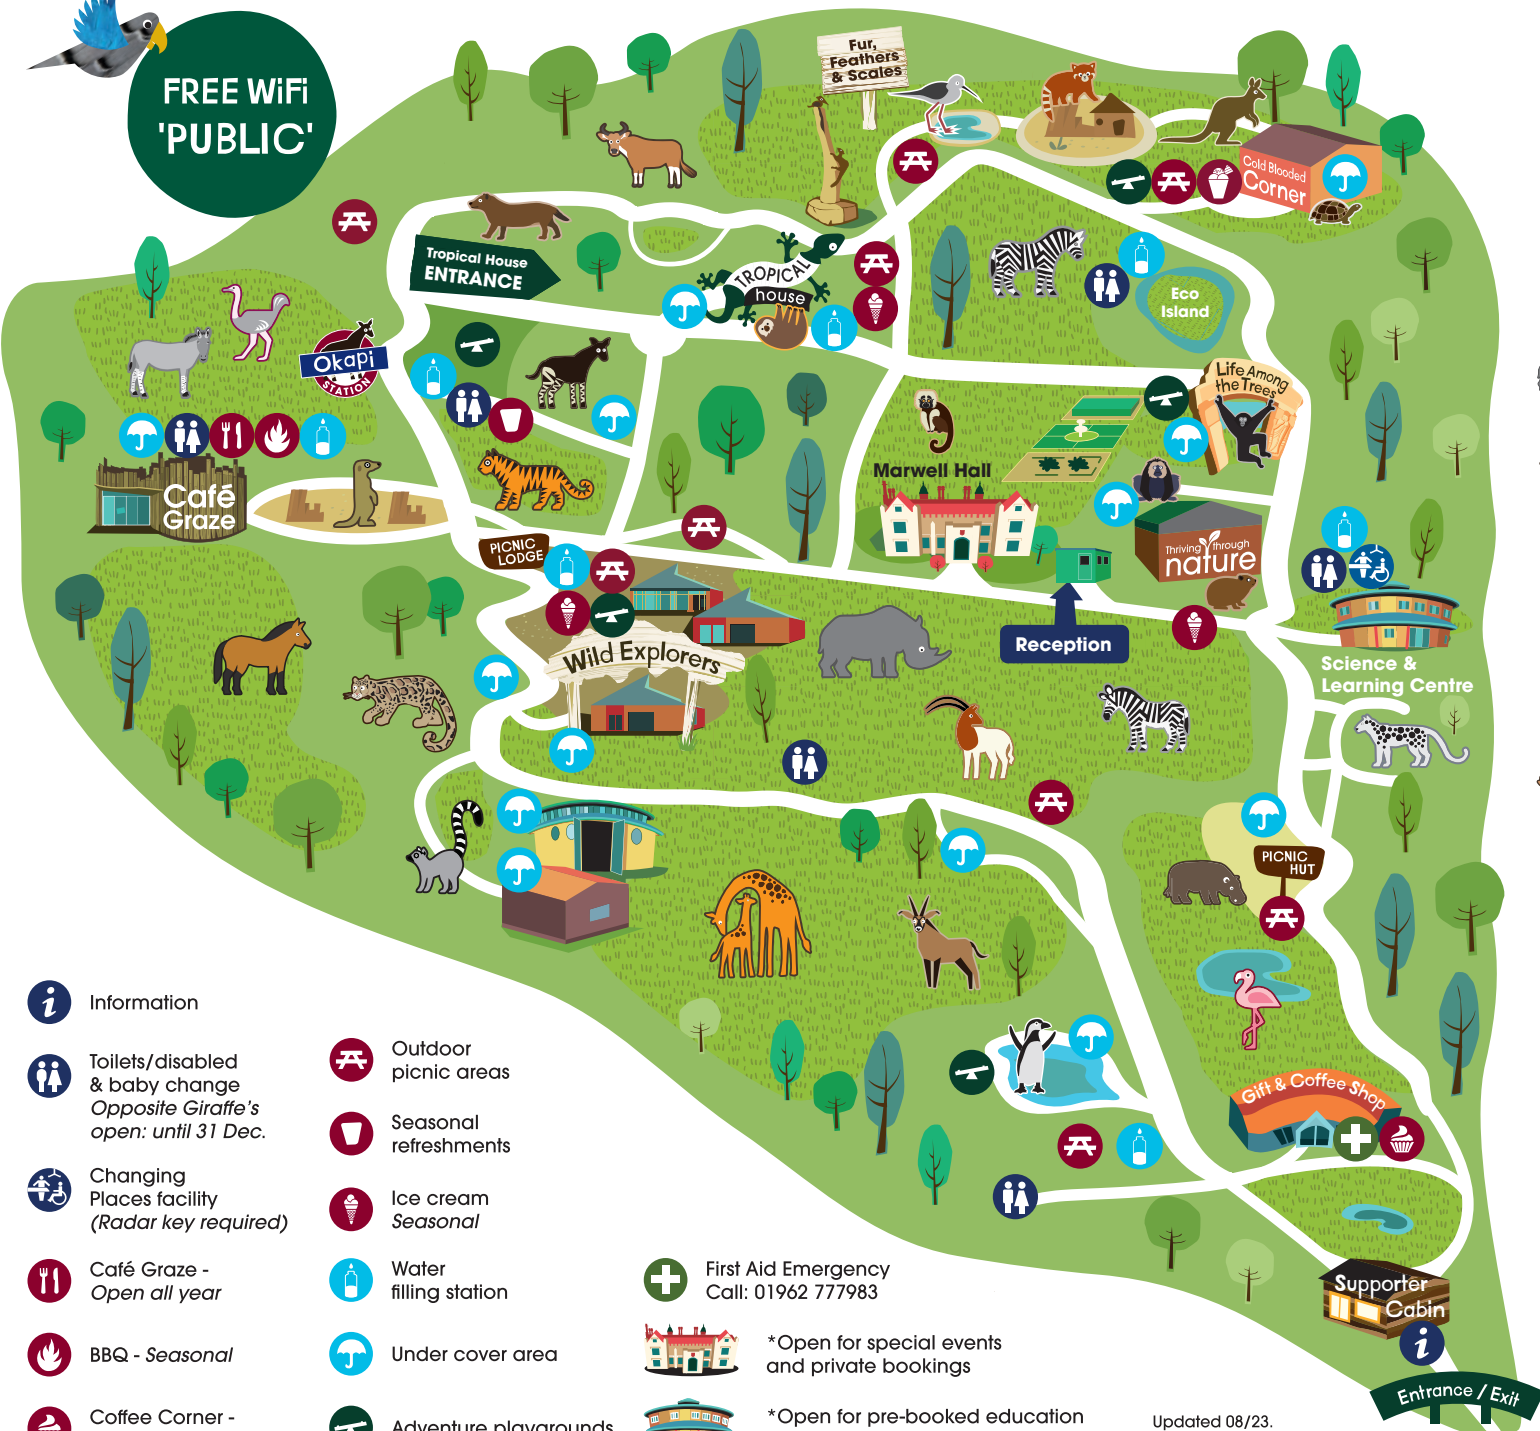 FREE WiFi
'PUBLIC'
Fur,
Feathers
& Scales
Cold Blooded
Corner
Tropical House
ENTRANCE
TROPICAL
house
Eco
Island
Okapi
STATION
Life Among
the Trees
Café
Graze
Marwell Hall
PICNIC
LODGE
Thriving through
nature
Reception
Wild Explorers
Science &
Learning Centre
PICNIC
HUT
Gift & Coffee Shop
Supporter
Cabin
i
Entrance / Exit
i
Information
Toilets/disabled
& baby change
Opposite Giraffe's
open: until 31 Dec.
Changing
Places facility
(Radar key required)
Café Graze -
Open all year
BBQ - Seasonal
Coffee Corner -
Outdoor
picnic areas
Seasonal
refreshments
Ice cream
Seasonal
Water
filling station
Under cover area
Adventure playgrounds
First Aid Emergency
Call: 01962 777983
*Open for special events
and private bookings
*Open for pre-booked education
Updated 08/23.